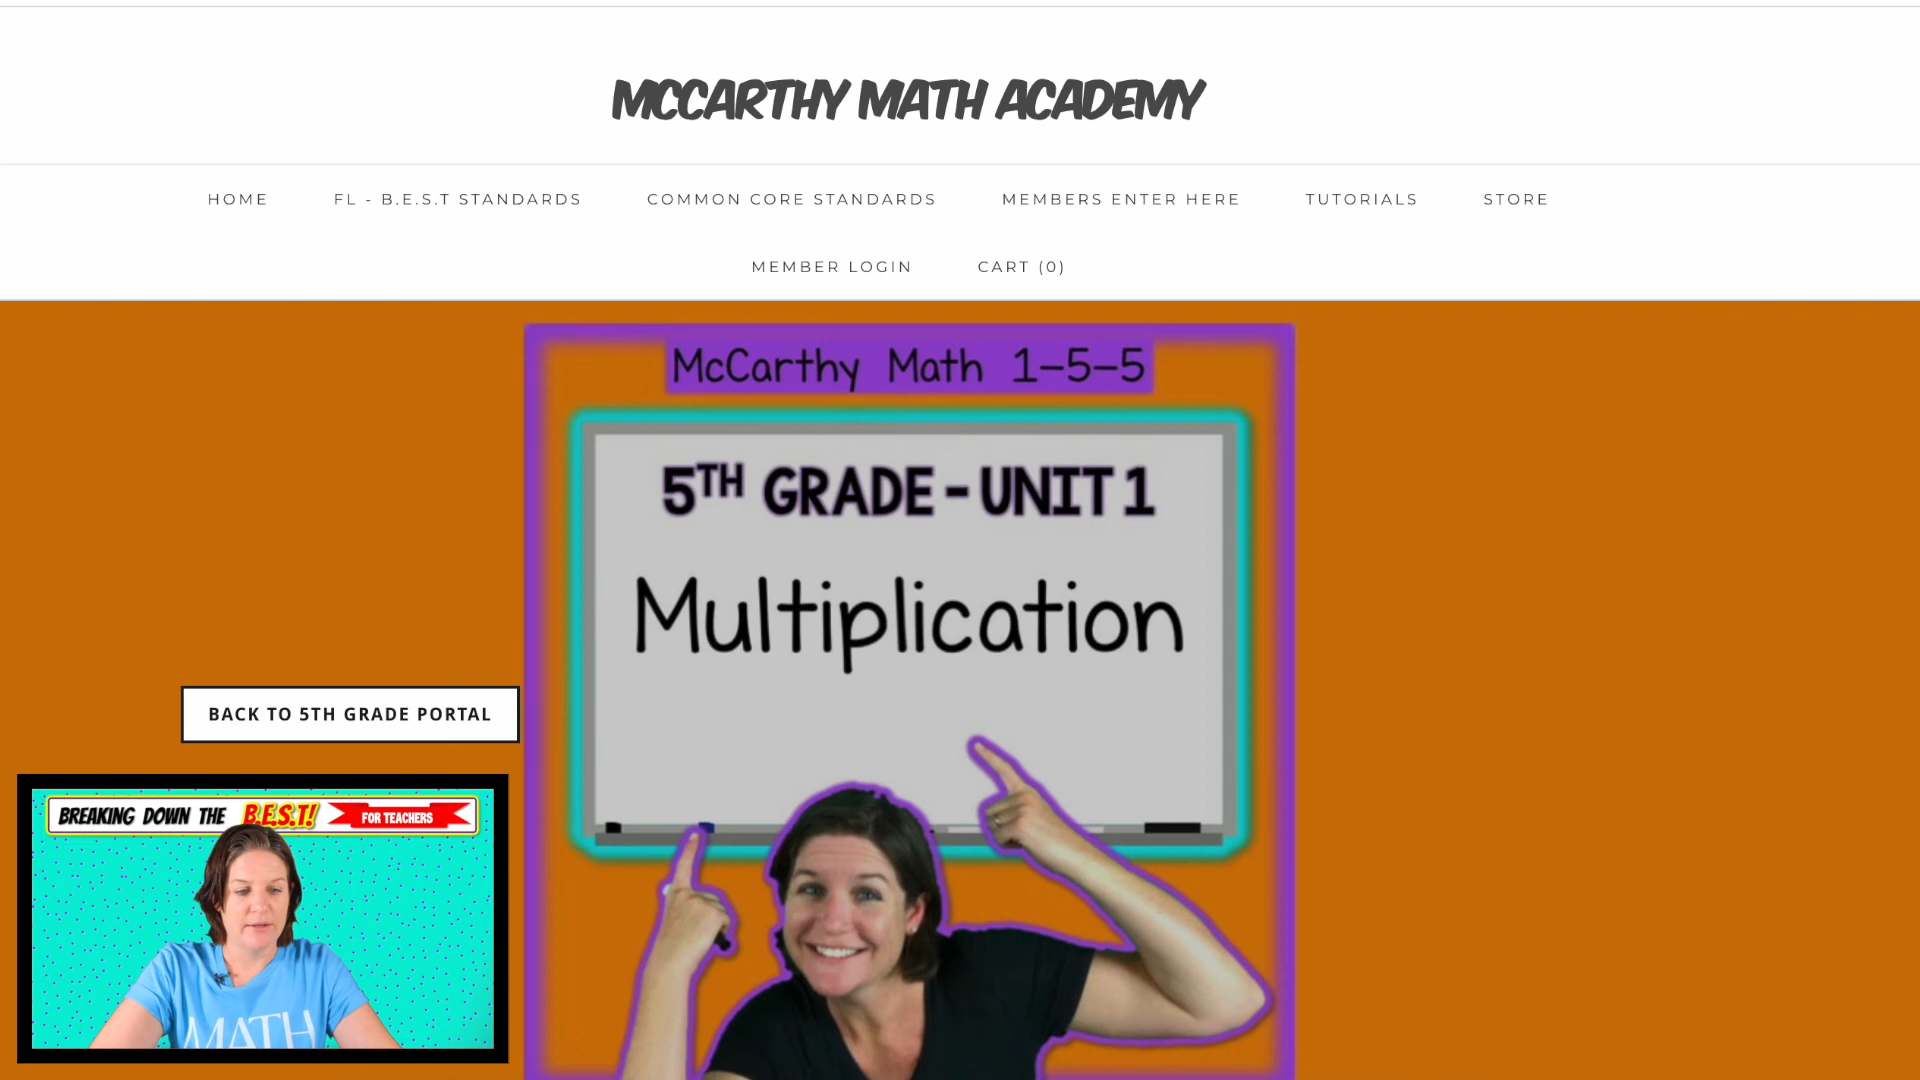 MCCARTHY MATH ACADEMY
HOME FL - B.E.S.T STANDARDS COMMON CORE STANDARDS MEMBERS ENTER HERE TUTORIALS STORE
MEMBER LOGIN CART (0)
McCarthy Math 1-5-5
5TH GRADE - UNIT 1
Multiplication
BACK TO 5TH GRADE PORTAL
BREAKING DOWN THE B.E.S.T! FOR TEACHERS
MATH